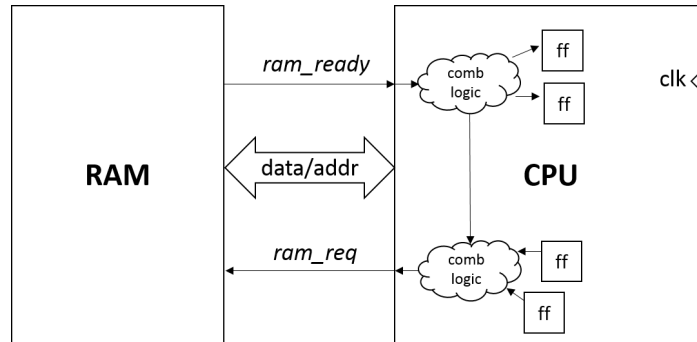 ram_ready
comb
logic
ff
ff
clk
RAM
data/addr
CPU
ram_req
comb
logic
ff
ff